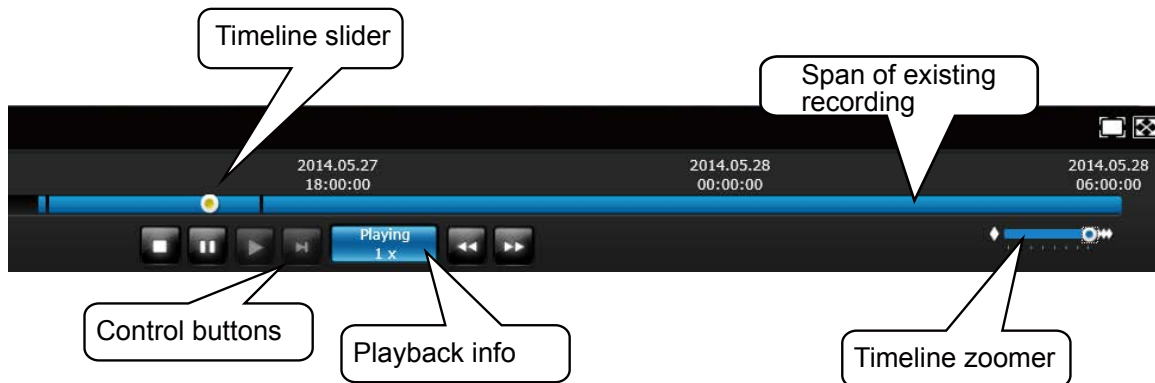 Timeline slider
Span of existing
recording
2014.05.27
18:00:00
2014.05.28
00:00:00
2014.05.28
06:00:00
Playing
1 x
Control buttons
Playback info
Timeline zoomer